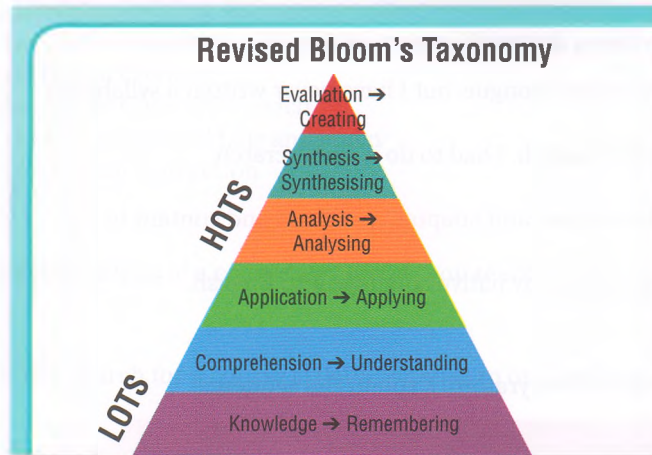 Revised Bloom's Taxonomy
Evaluation ➔
Creating
Synthesis ➔
Synthesising
Analysis ➔
Analysing
Application ➔ Applying
Comprehension ➔ Understanding
Knowledge ➔ Remembering
HOTS
LOTS